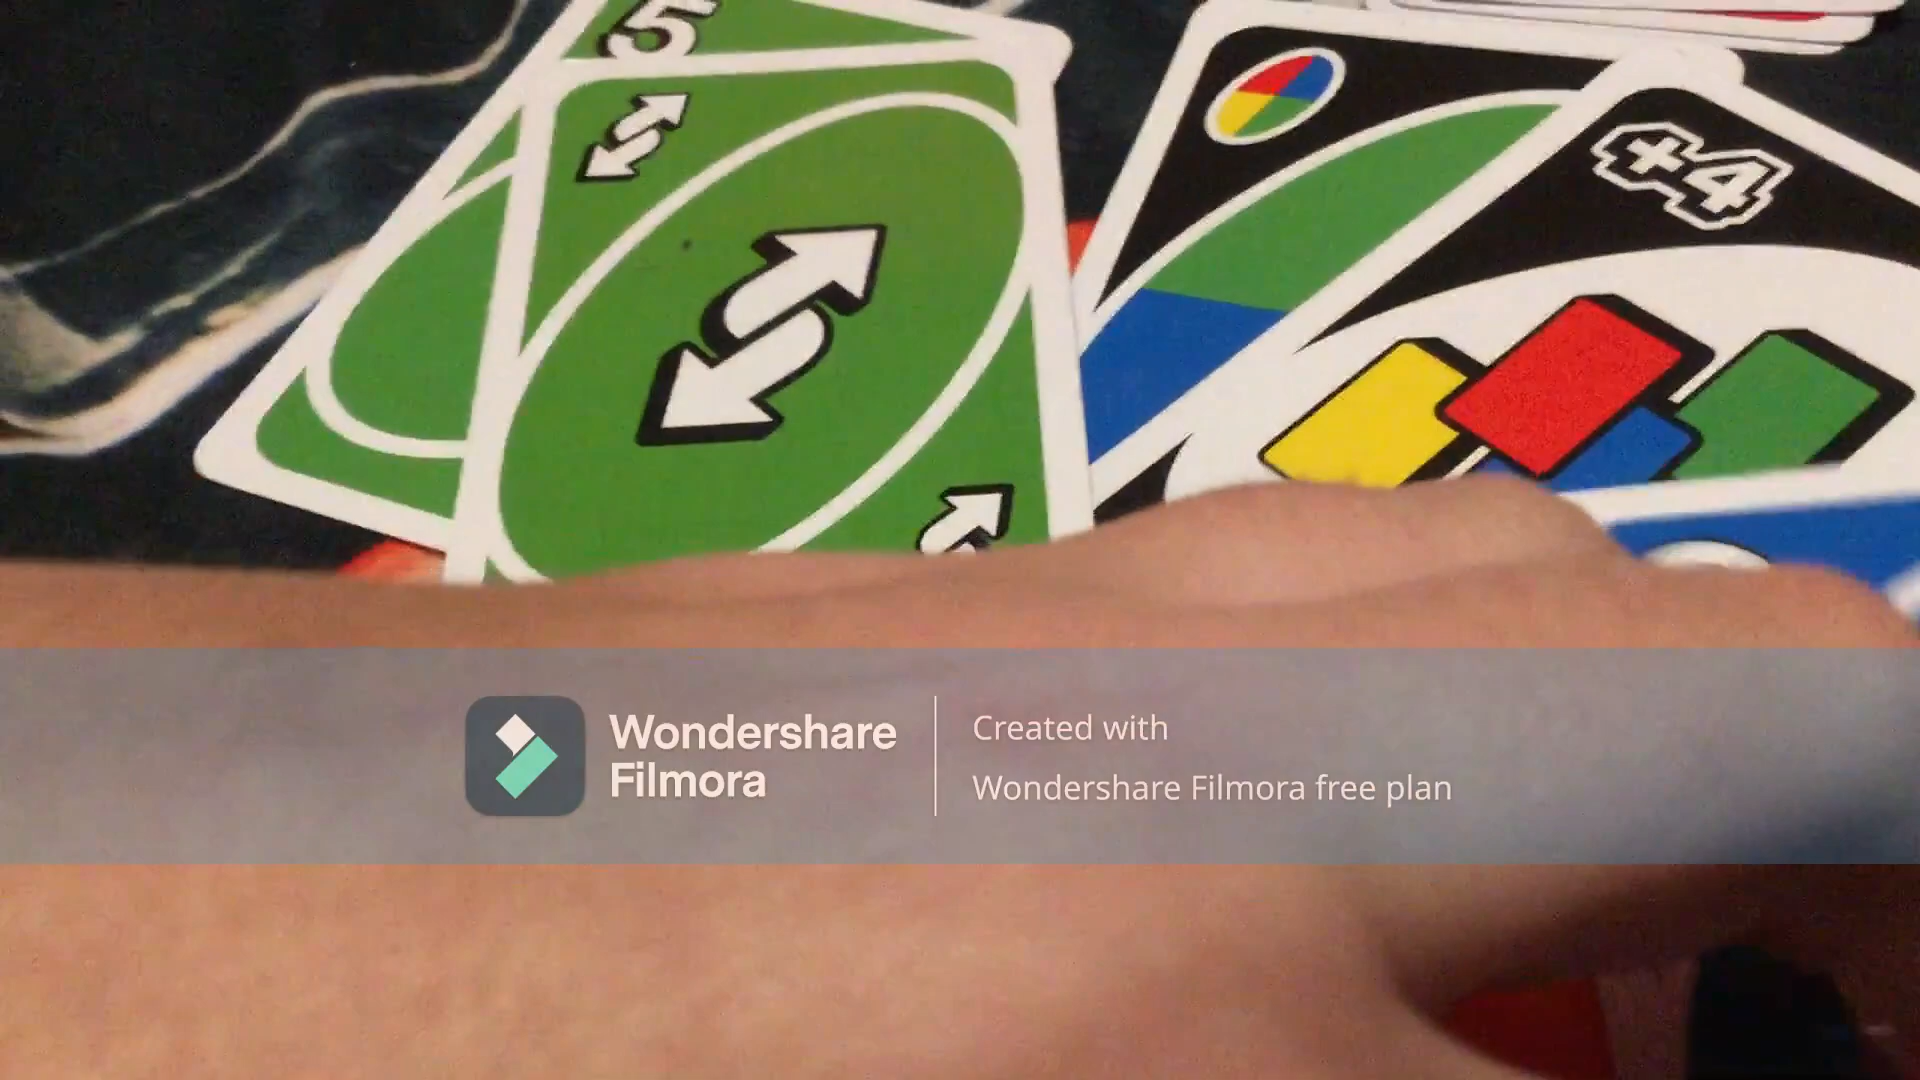 5
+4
Wondershare
Filmora
Created with
Wondershare Filmora free plan